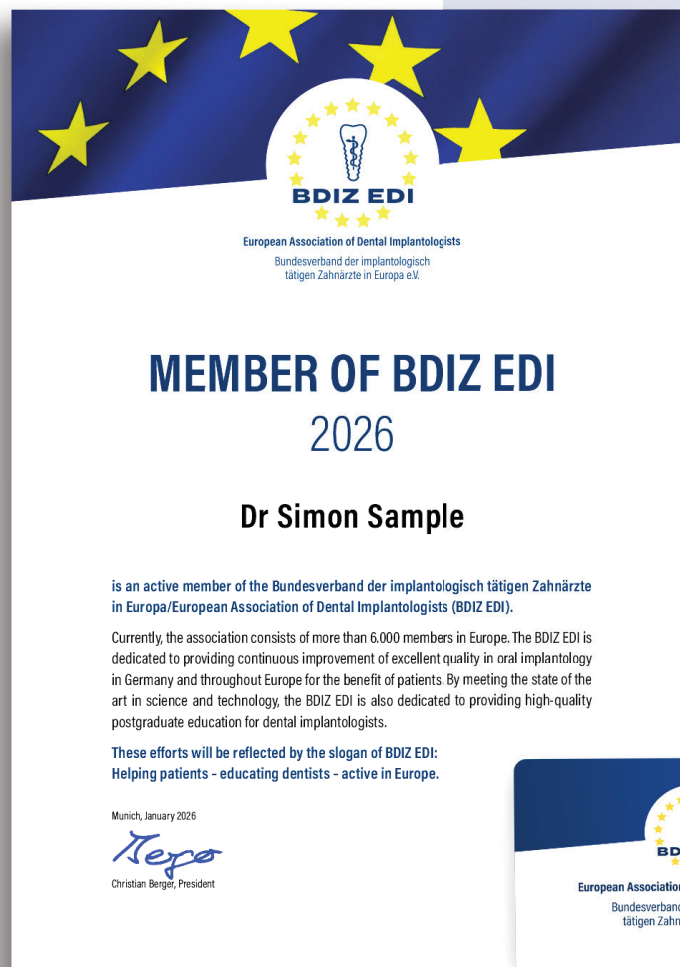 BDIZ EDI
European Association of Dental Implantologists
Bundesverband der implantologisch
tätigen Zahnärzte in Europa e.V.
MEMBER OF BDIZ EDI
2026
Dr Simon Sample
is an active member of the Bundesverband der implantologisch tätigen Zahnärzte
in Europa/European Association of Dental Implantologists (BDIZ EDI).
Currently, the association consists of more than 6.000 members in Europe. The BDIZ EDI is
dedicated to providing continuous improvement of excellent quality in oral implantology
in Germany and throughout Europe for the benefit of patients. By meeting the state of the
art in science and technology, the BDIZ EDI is also dedicated to providing high-quality
postgraduate education for dental implantologists.
These efforts will be reflected by the slogan of BDIZ EDI:
Helping patients – educating dentists – active in Europe.
Munich, January 2026
Berger
Christian Berger, President
BD
European Association
Bundesverband
tätigen Zahn